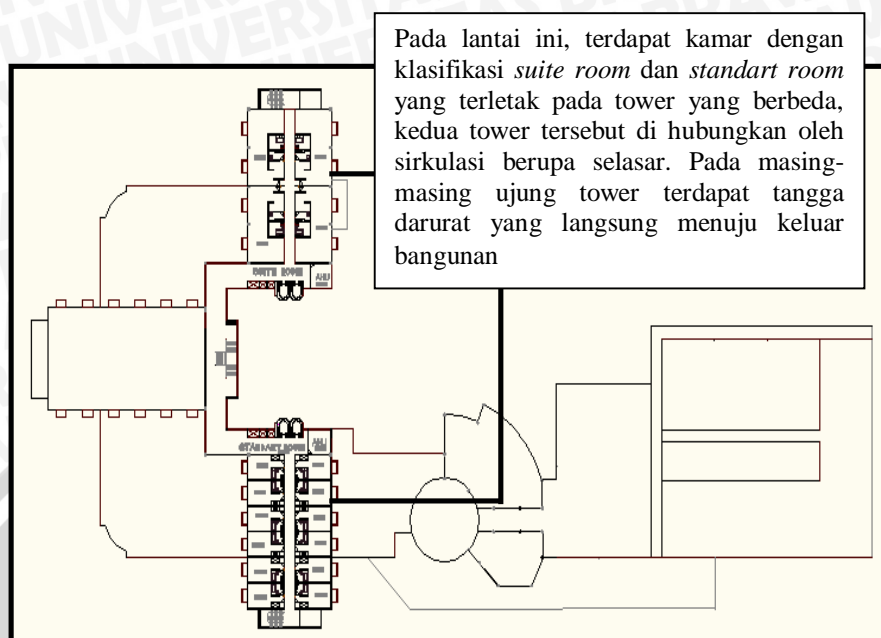 Pada lantai ini, terdapat kamar dengan
klasifikasi suite room dan standart room
yang terletak pada tower yang berbeda,
kedua tower tersebut di hubungkan oleh
sirkulasi berupa selasar. Pada masing-
masing ujung tower terdapat tangga
darurat yang langsung menuju keluar
bangunan
SUITE ROOM
AHU
STANDART ROOM
AHU